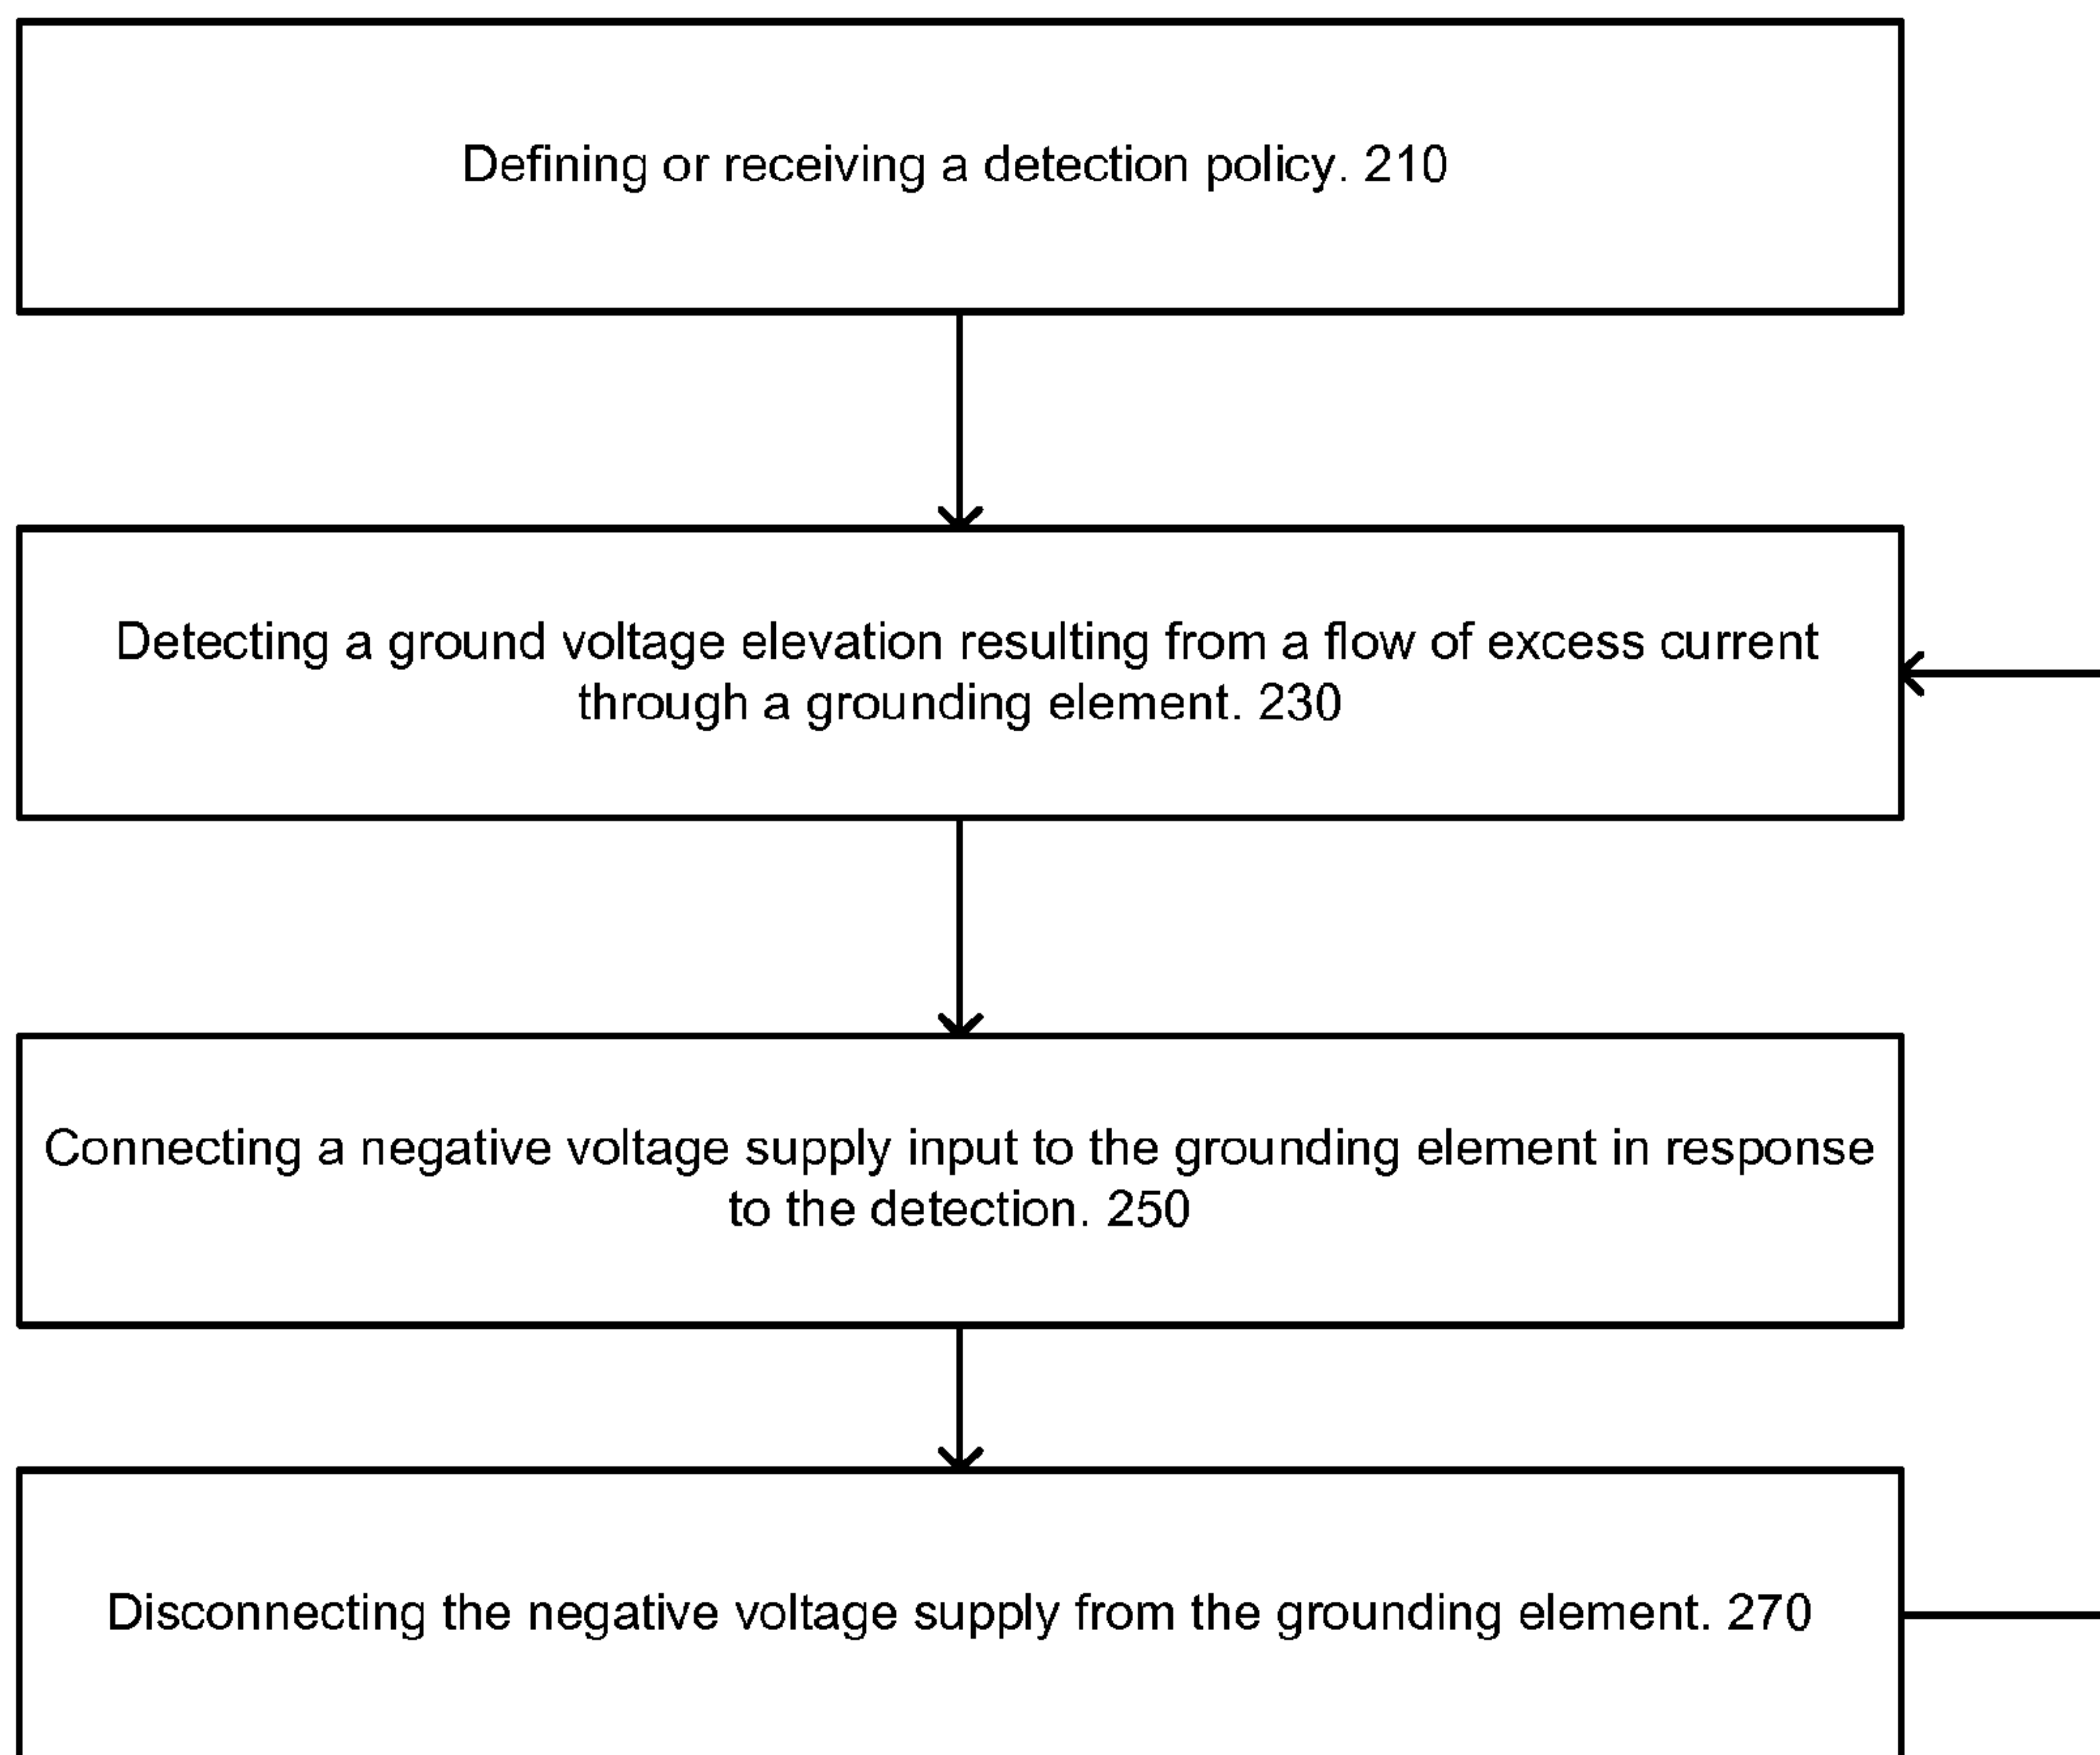 Defining or receiving a detection policy. 210
Detecting a ground voltage elevation resulting from a flow of excess current
through a grounding element. 230
Connecting a negative voltage supply input to the grounding element in response
to the detection. 250
Disconnecting the negative voltage supply from the grounding element. 270